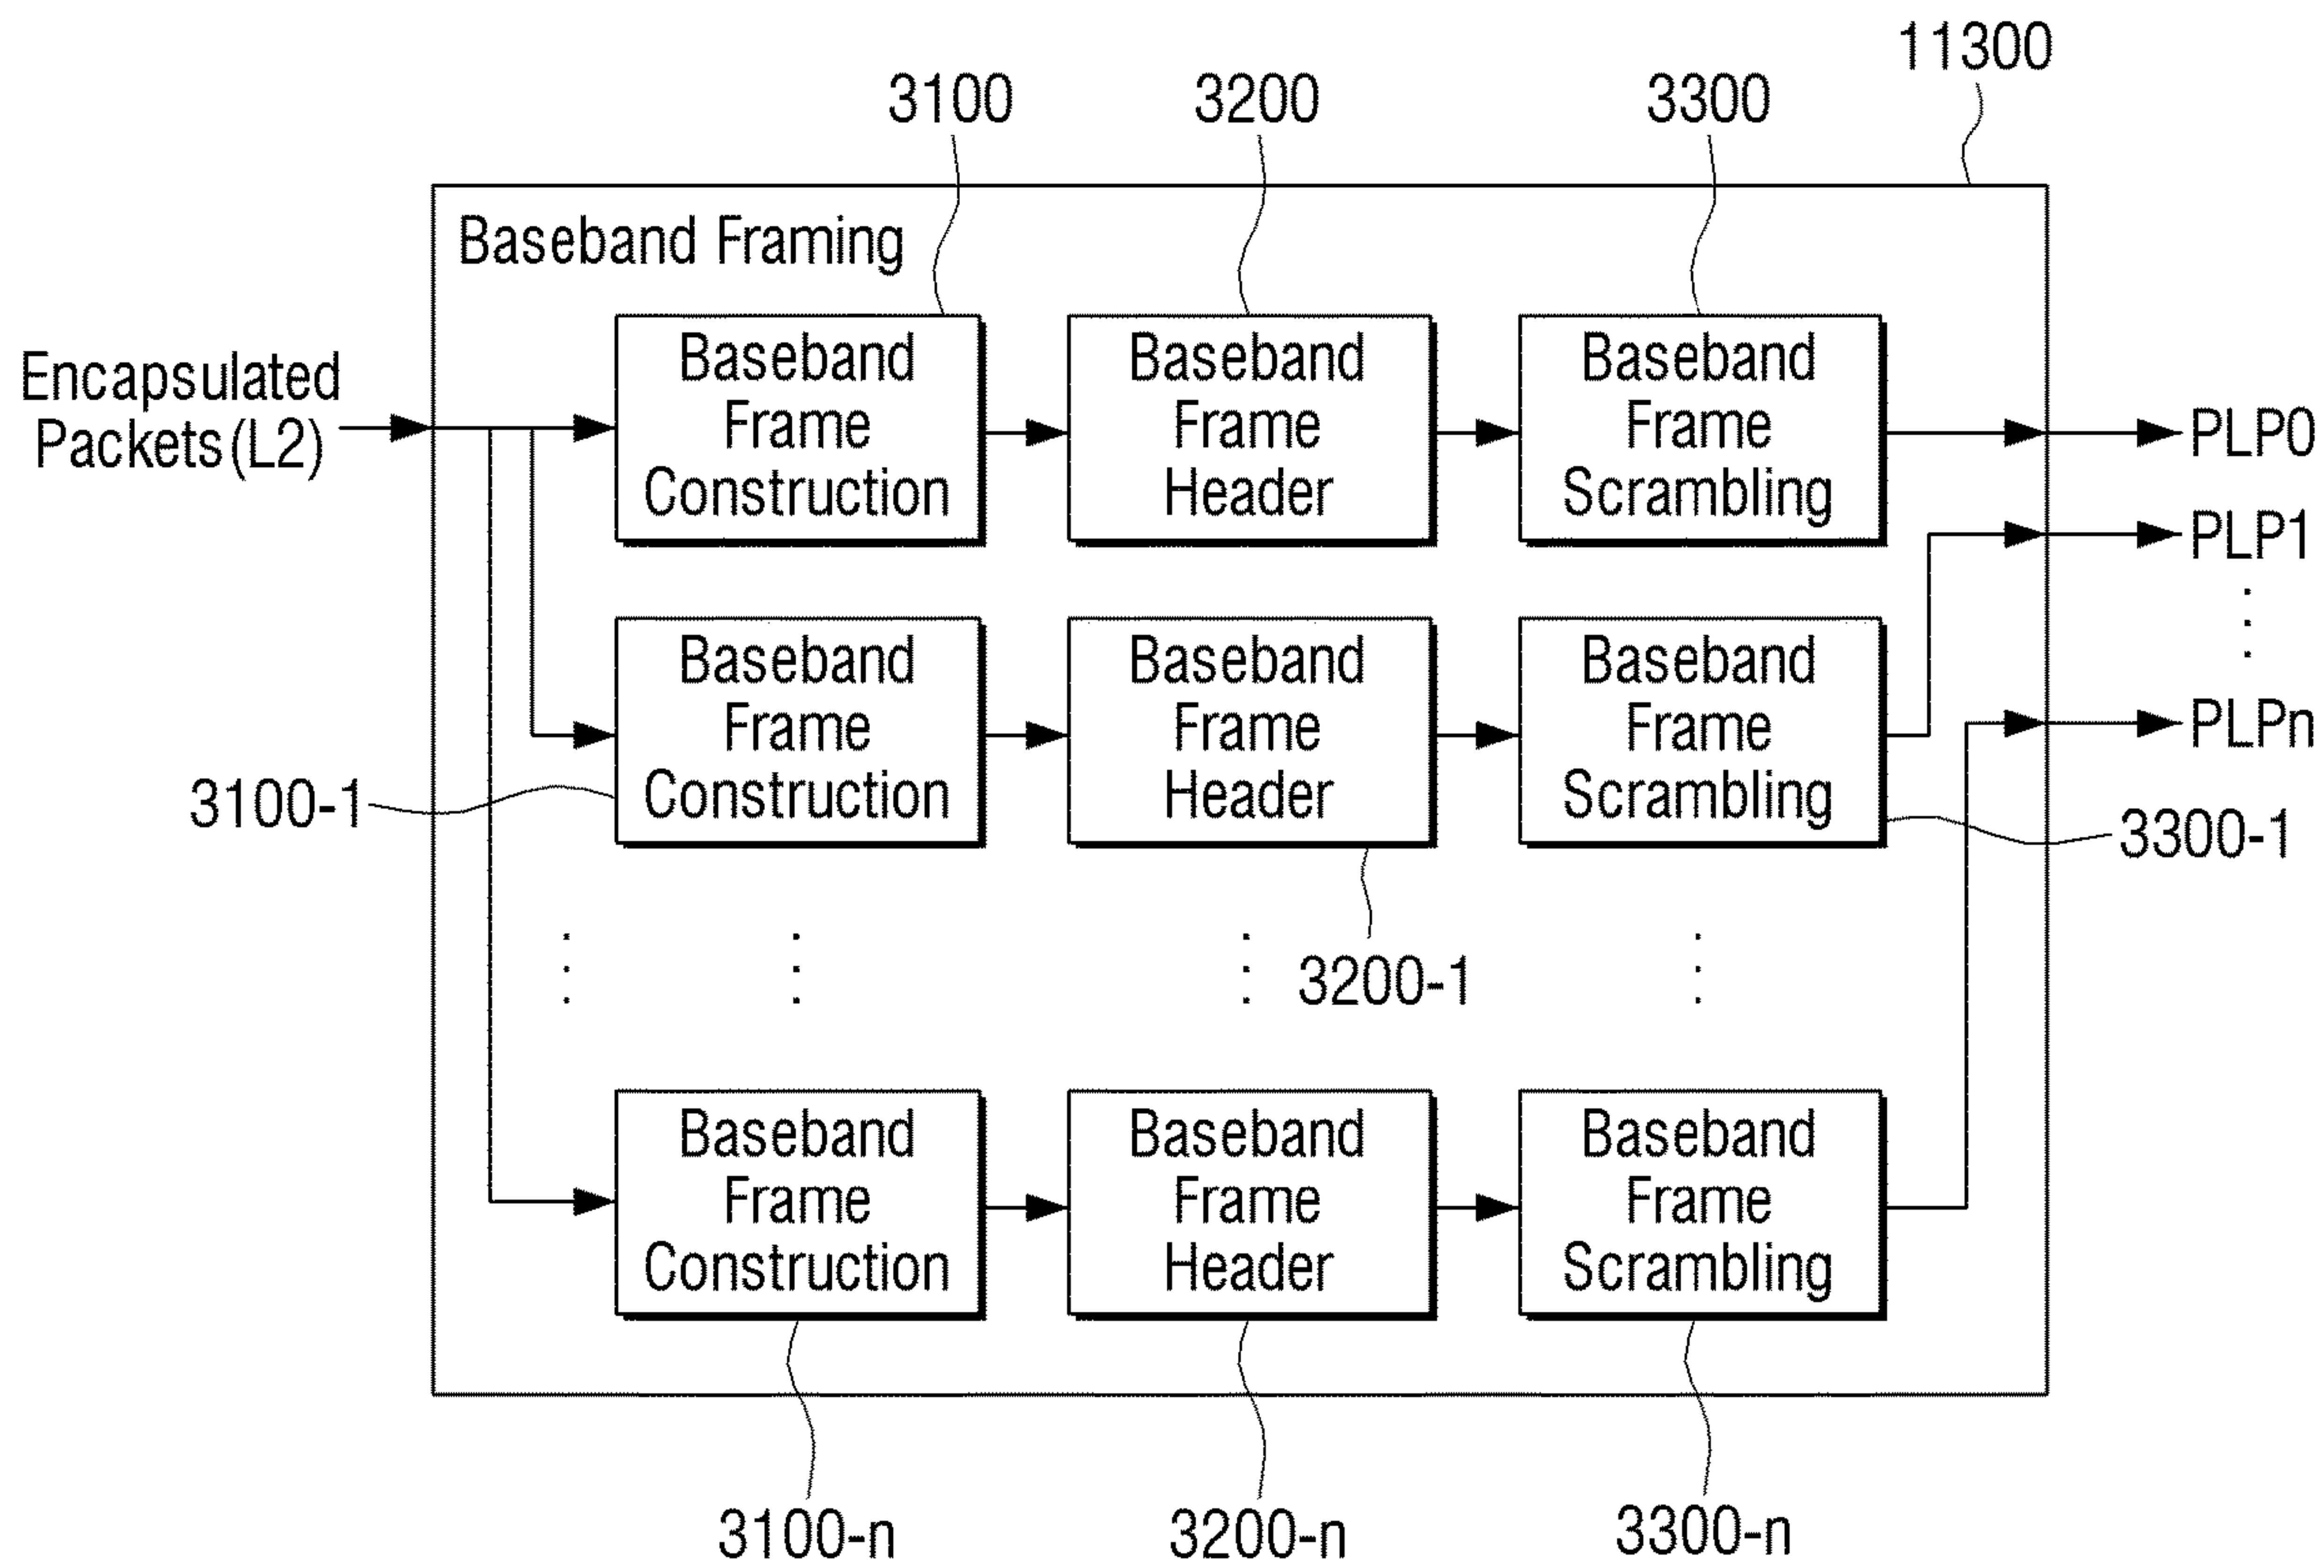 11300
3100
3200
3300
Baseband Framing
Encapsulated
Packets(L2)
Baseband
Frame
Construction
Baseband
Frame
Header
Baseband
Frame
Scrambling
PLP0
PLP1
PLPn
Baseband
Frame
Construction
Baseband
Frame
Header
Baseband
Frame
Scrambling
3100-1
3300-1
3200-1
Baseband
Frame
Construction
Baseband
Frame
Header
Baseband
Frame
Scrambling
3100-n
3200-n
3300-n